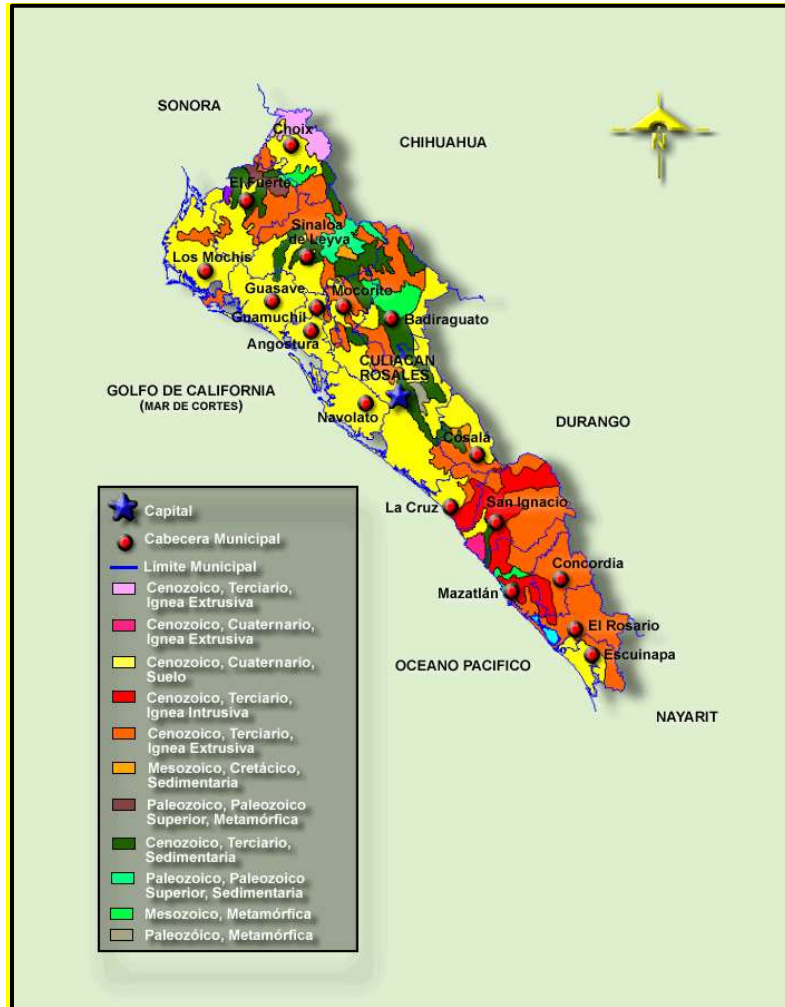 SONORA
CHIHUAHUA
N
Choix
El Fuerte
Sinaloa
de Leyva
Los Mochis
Guasave
Mocorito
Guamuchil
Badiraguato
Angostura
CULIACAN
ROSALES
GOLFO DE CALIFORNIA
(MAR DE CORTES)
Navolato
DURANGO
Cosalá
La Cruz
San Ignacio
Concordia
Mazatlán
El Rosario
Escuinapa
OCEANO PACIFICO
NAYARIT
Capital
Cabecera Municipal
Límite Municipal
Cenozoico, Terciario,
Ignea Extrusiva
Cenozoico, Cuaternario,
Ignea Extrusiva
Cenozoico, Cuaternario,
Suelo
Cenozoico, Terciario,
Ignea Intrusiva
Cenozoico, Terciario,
Ignea Extrusiva
Mesozoico, Cretácico,
Sedimentaria
Paleozoico, Paleozoico
Superior, Metamórfica
Cenozoico, Terciario,
Sedimentaria
Paleozoico, Paleozoico
Superior, Sedimentaria
Mesozoico, Metamórfica
Paleozóico, Metamórfica